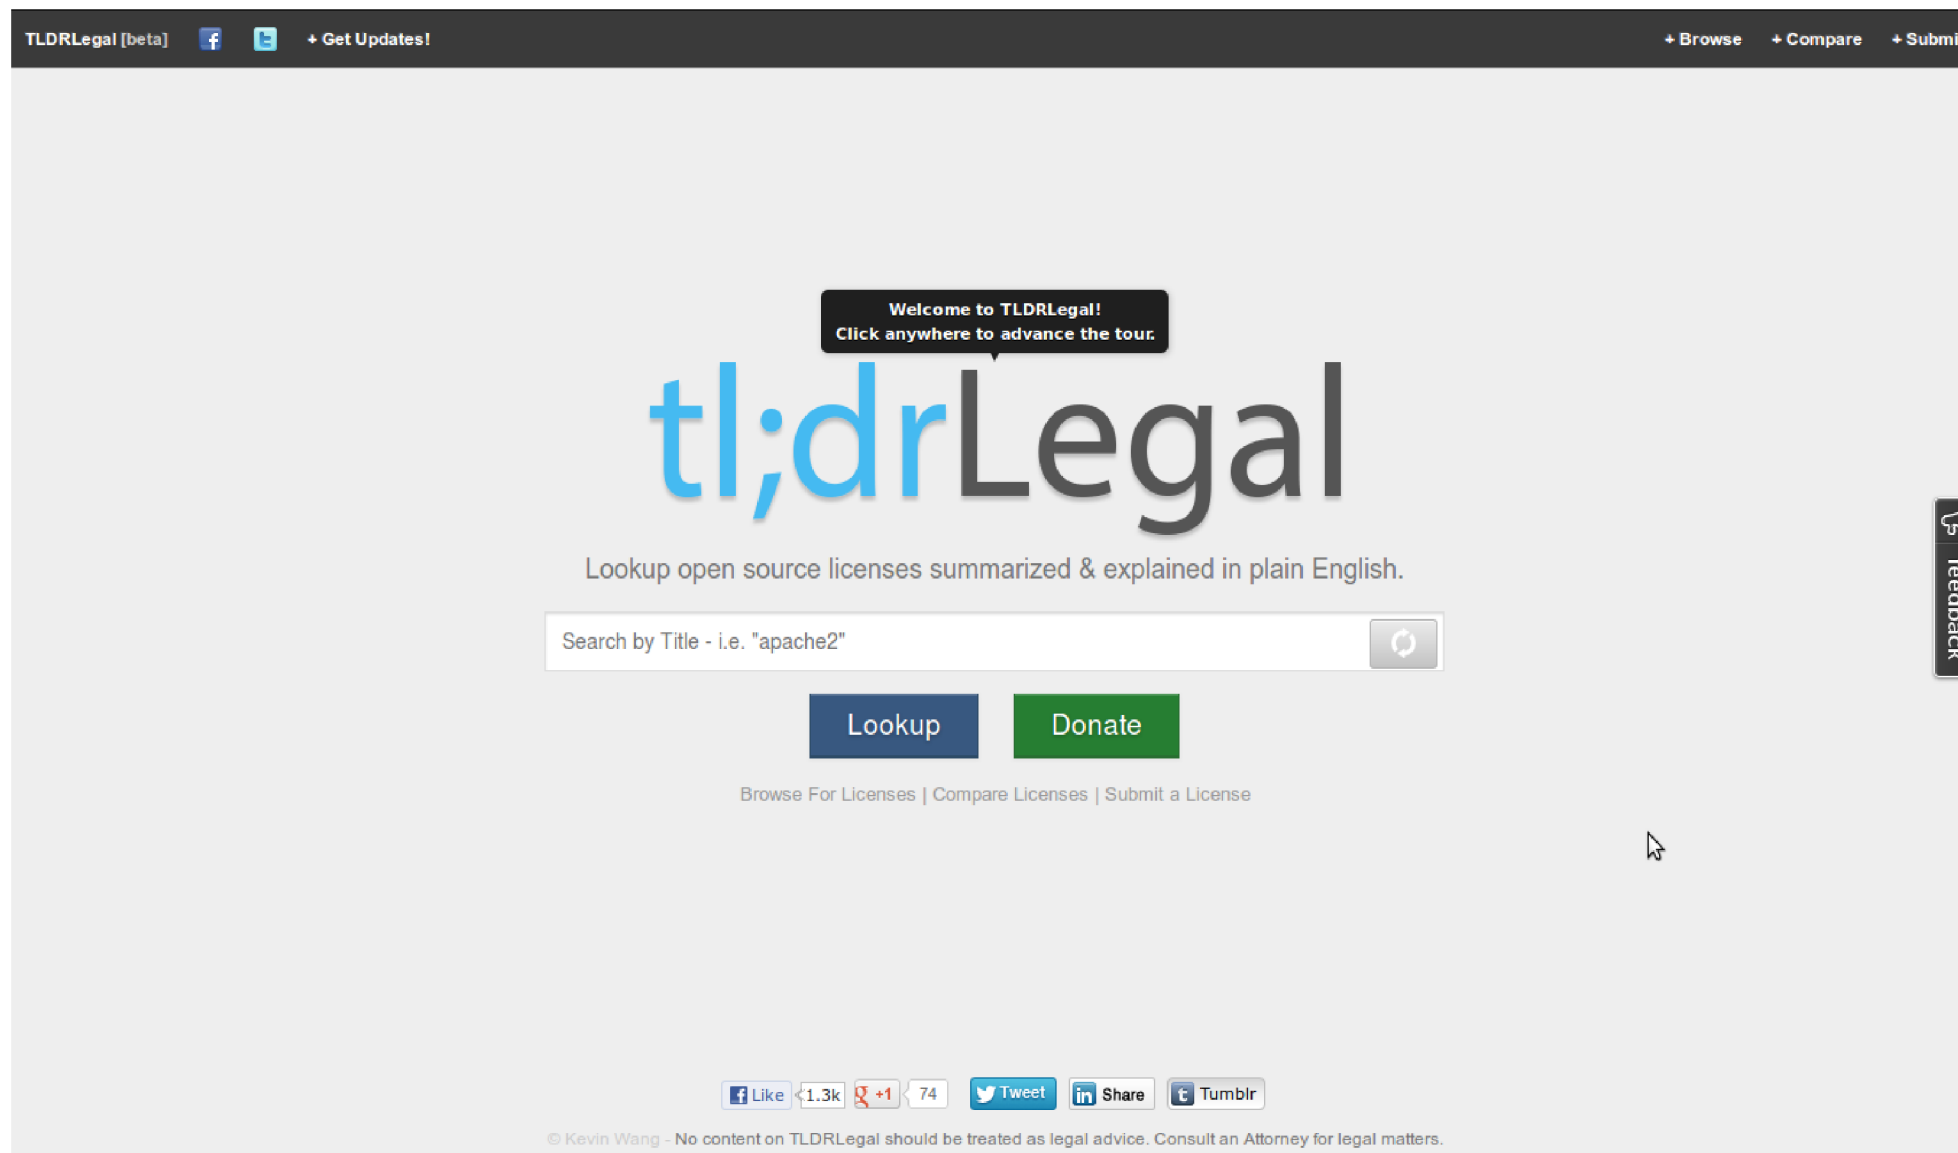 TLDRLegal [beta] + Get Updates! + Browse + Compare + Submi
Welcome to TLDRLegal!
Click anywhere to advance the tour.
tl;drLegal
Lookup open source licenses summarized & explained in plain English.
Search by Title - i.e. "apache2"
feedback
Lookup Donate
Browse For Licenses | Compare Licenses | Submit a License
Like 1.3k +1 74 Tweet Share Tumblr
© Kevin Wang - No content on TLDRLegal should be treated as legal advice. Consult an Attorney for legal matters.